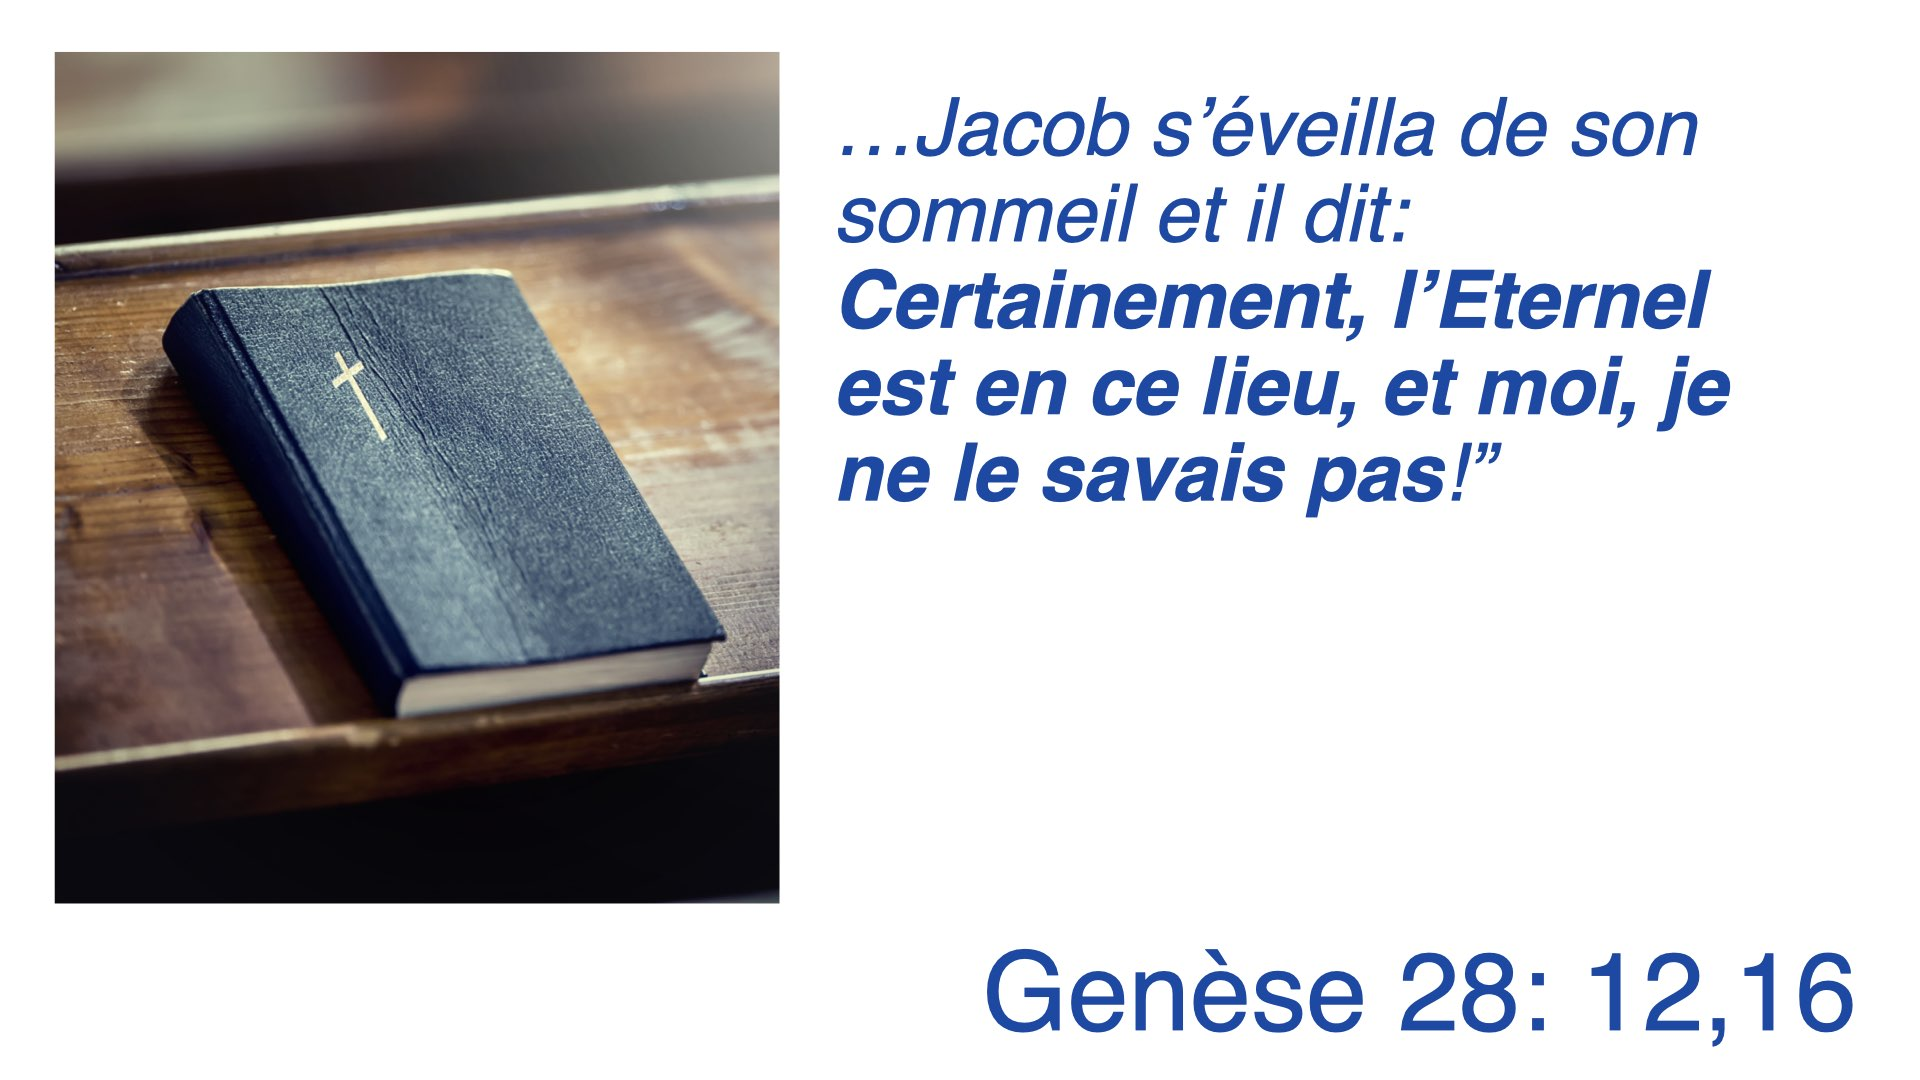 …Jacob s’éveilla de son
sommeil et il dit:
Certainement, l’Eternel
est en ce lieu, et moi, je
ne le savais pas!”
Genèse 28: 12,16